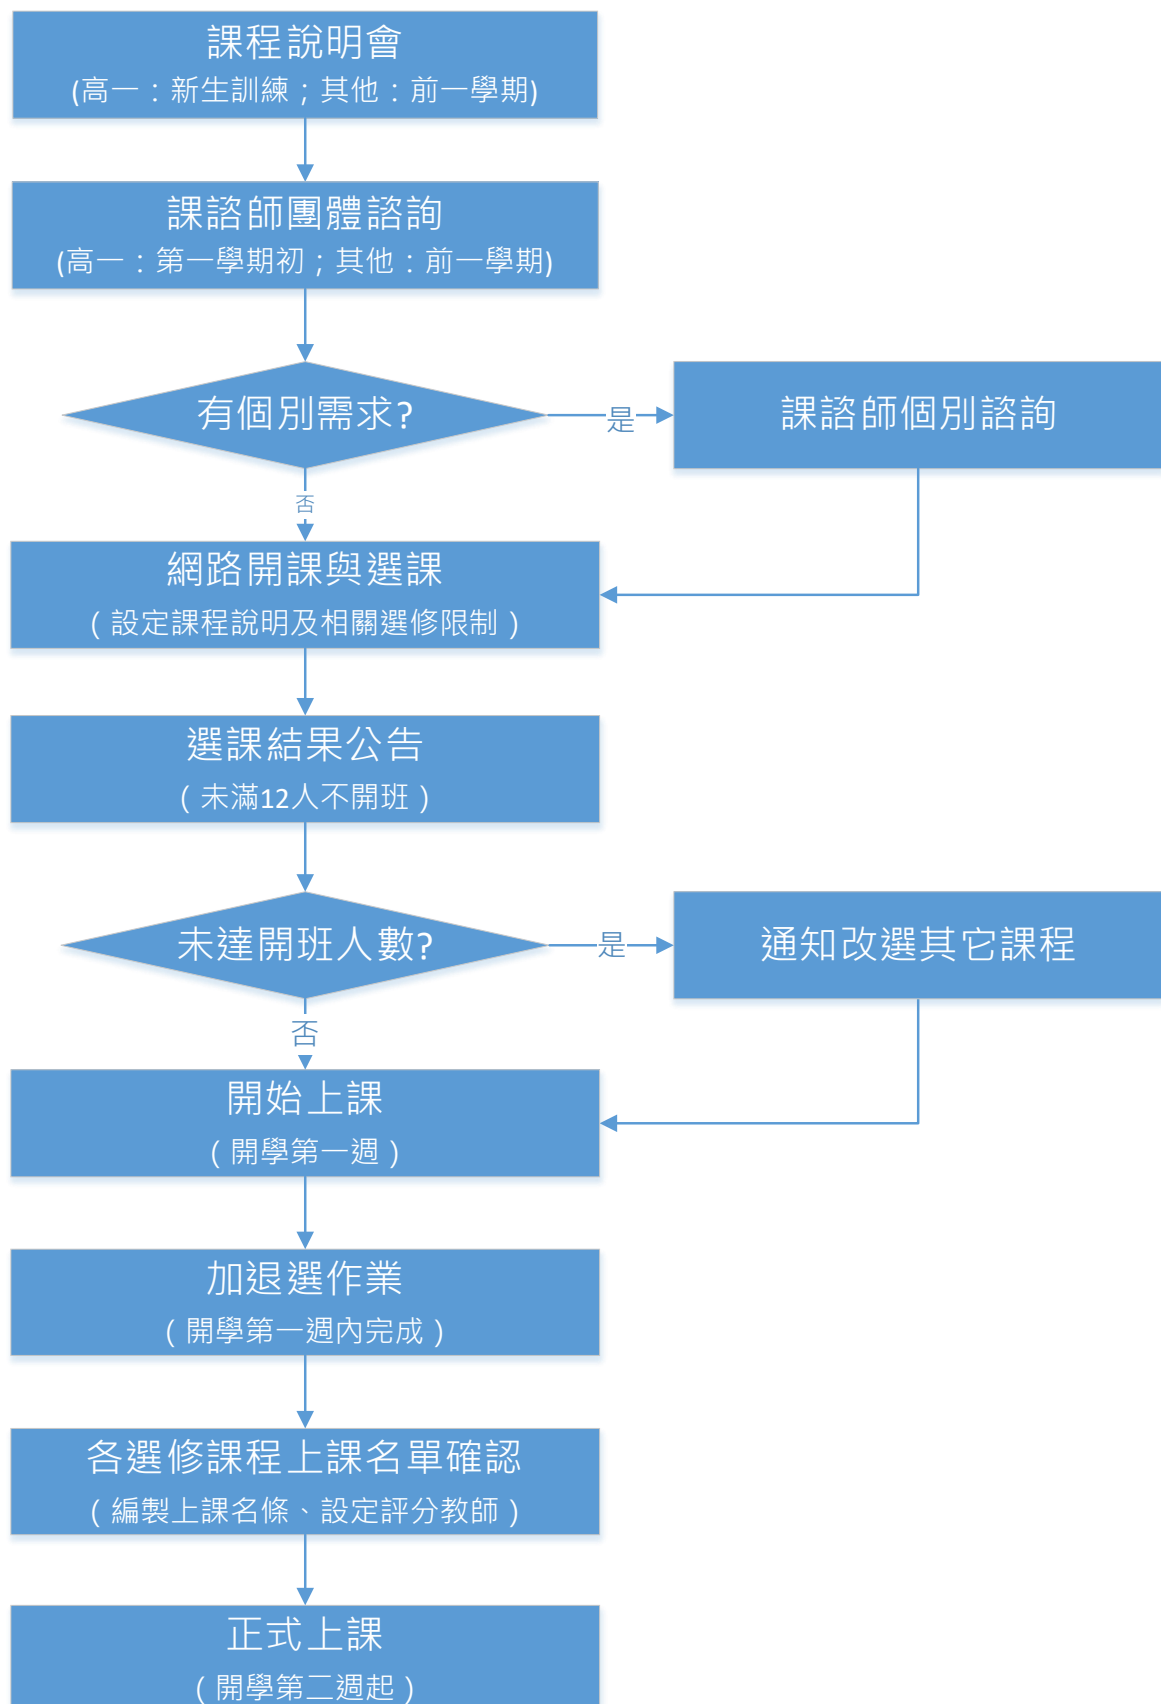 課程說明會
(高一：新生訓練；其他：前一學期)
課諮師團體諮詢
(高一：第一學期初；其他：前一學期)
有個別需求?
是
課諮師個別諮詢
否
網路開課與選課
（設定課程說明及相關選修限制）
選課結果公告
（未滿12人不開班）
未達開班人數?
是
通知改選其它課程
否
開始上課
（開學第一週）
加退選作業
（開學第一週內完成）
各選修課程上課名單確認
（編製上課名條、設定評分教師）
正式上課
（開學第二週起）